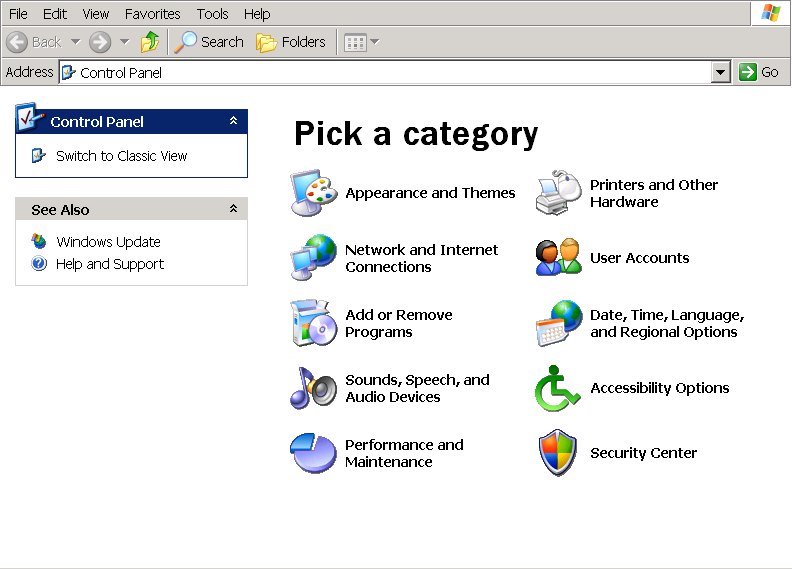 File Edit View Favorites Tools Help
Back Search Folders
Address Control Panel Go
Control Panel
Switch to Classic View
See Also
Windows Update
Help and Support
Pick a category
Appearance and Themes
Printers and Other
Hardware
Network and Internet
Connections
User Accounts
Add or Remove
Programs
Date, Time, Language,
and Regional Options
Sounds, Speech, and
Audio Devices
Accessibility Options
Performance and
Maintenance
Security Center